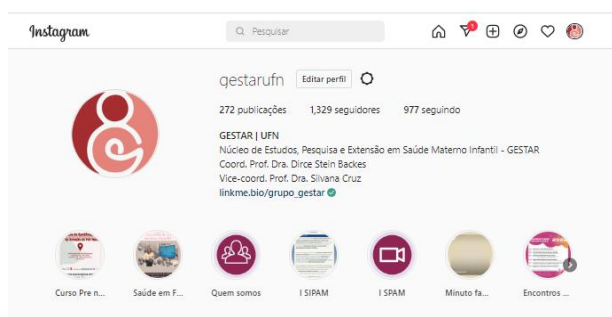 Instagram
Pesquisar
1
gestarufn Editar perfil
272 publicações 1,329 seguidores 977 seguindo
GESTAR | UFN
Núcleo de Estudos, Pesquisa e Extensão em Saúde Materno Infantil - GESTAR
Coord. Prof. Dra. Dirce Stein Backes
Vice-coord. Prof. Dra. Silvana Cruz
linkme.bio/grupo_gestar
Curso Pre n... Saúde em F... Quem somos I SIPAM I SPAM Minuto fa... Encontros ...